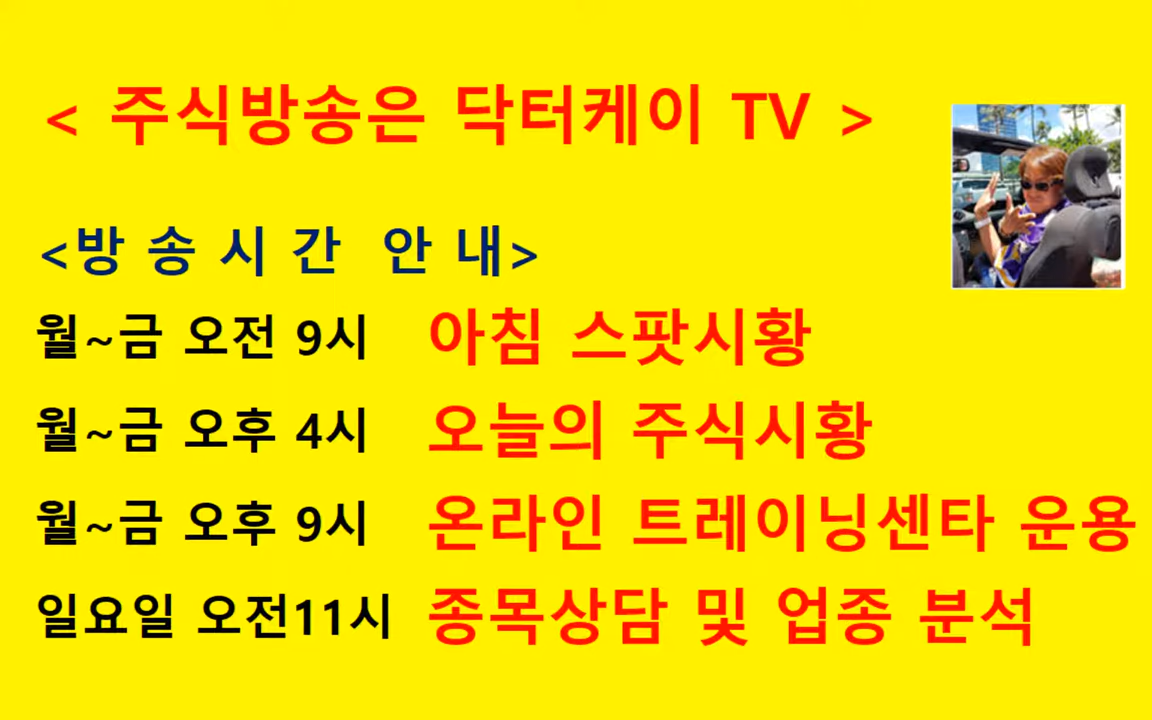 < 주식방송은 닥터케이 TV >
<방 송 시 간 안 내>
월~금 오전 9시 아침 스팟시황
월~금 오후 4시 오늘의 주식시황
월~금 오후 9시 온라인 트레이닝센타 운용
일요일 오전11시 종목상담 및 업종 분석